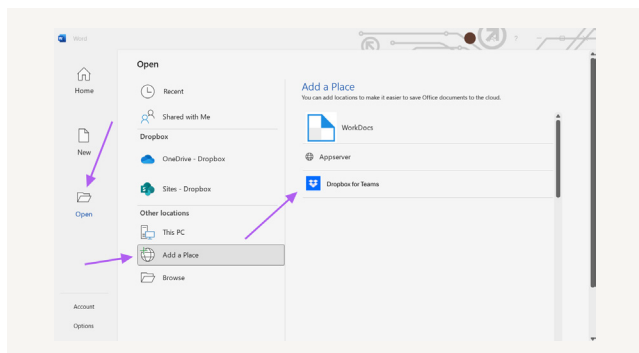 Word
?
Home
New
Open
Account
Options
Open
Recent
Shared with Me
Dropbox
OneDrive - Dropbox
Sites - Dropbox
Other locations
This PC
Add a Place
Browse
Add a Place
You can add locations to make it easier to save Office documents to the cloud.
WorkDocs
Appserver
Dropbox for Teams